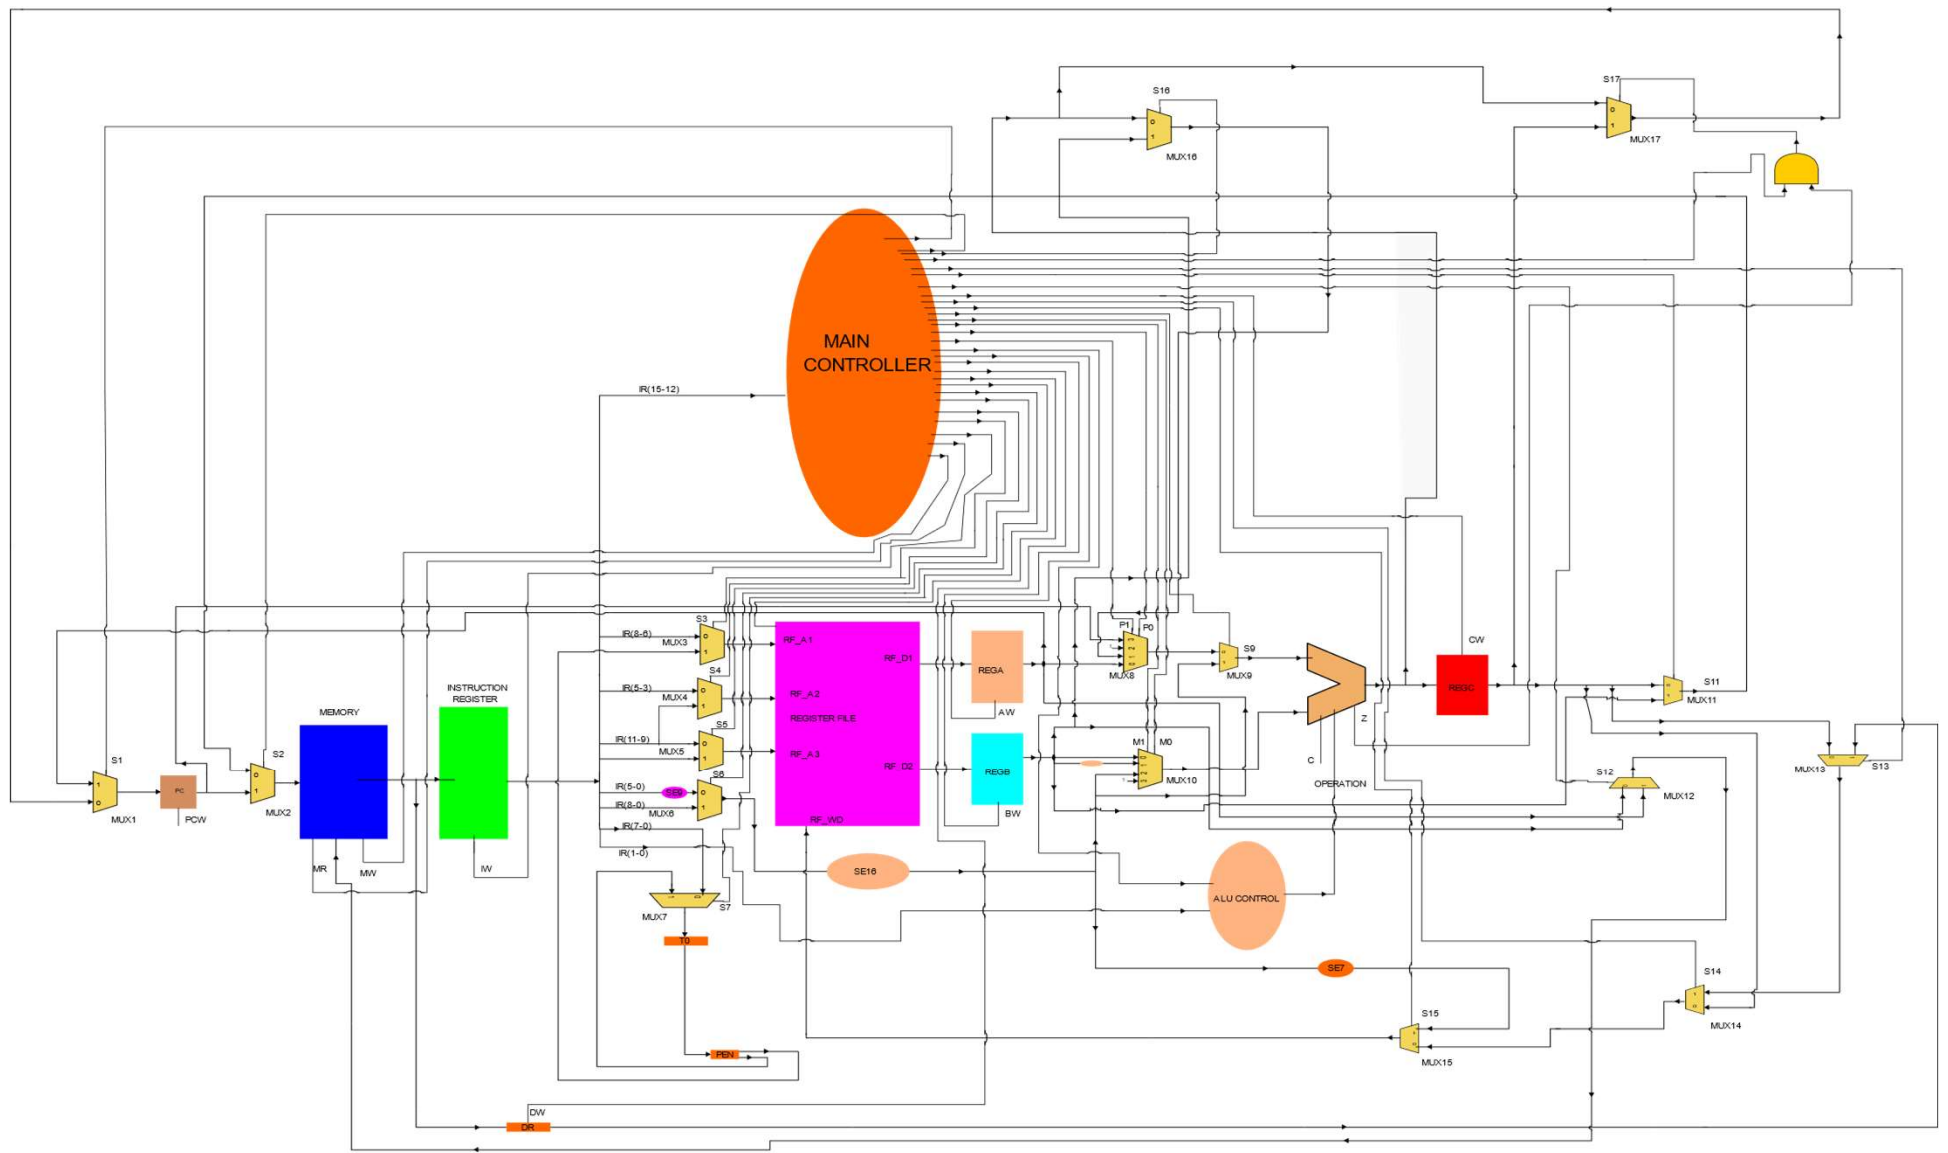 S16
MUX16
S17
MUX17
MAIN
CONTROLLER
IR(15-12)
S1
MUX1
PC
PCW
S2
MUX2
MEMORY
MR
MW
INSTRUCTION
REGISTER
IW
IR(8-6)
S3
MUX3
IR(5-3)
S4
MUX4
IR(11-9)
S5
MUX5
IR(5-0)
SE9
S6
IR(8-0)
MUX6
IR(7-0)
IR(1-0)
MUX7
S7
T0
PEN
DW
DR
RF_A1
RF_D1
RF_A2
REGISTER FILE
RF_A3
RF_D2
RF_WD
REGA
AW
REGB
BW
P1
P0
MUX8
S9
MUX9
M1
M0
MUX10
C
Z
OPERATION
CW
REGC
S11
MUX11
S12
MUX12
MUX13
S13
SE16
ALU CONTROL
SE7
S14
MUX14
S15
MUX15